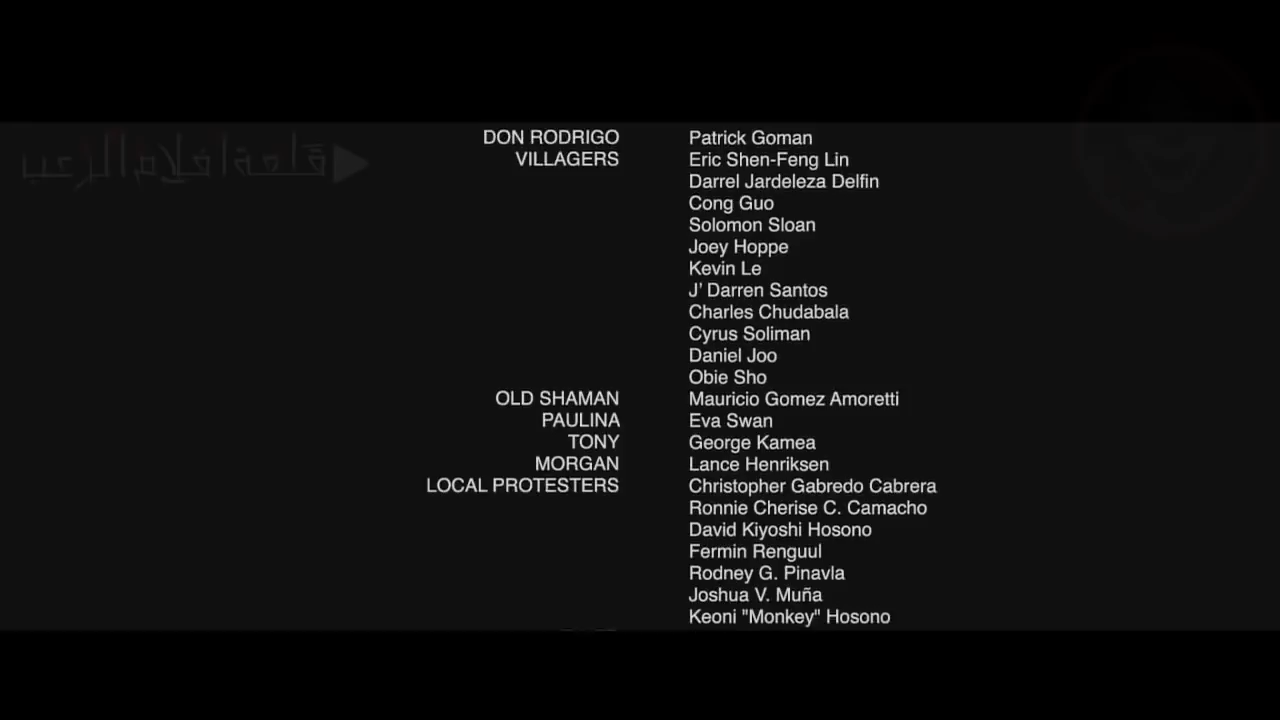 DON RODRIGO Patrick Goman
VILLAGERS Eric Shen-Feng Lin
Darrel Jardeleza Delfin
Cong Guo
Solomon Sloan
Joey Hoppe
Kevin Le
J' Darren Santos
Charles Chudabala
Cyrus Soliman
Daniel Joo
Obie Sho
OLD SHAMAN Mauricio Gomez Amoretti
PAULINA Eva Swan
TONY George Kamea
MORGAN Lance Henriksen
LOCAL PROTESTERS Christopher Gabredo Cabrera
Ronnie Cherise C. Camacho
David Kiyoshi Hosono
Fermin Renguul
Rodney G. Pinavla
Joshua V. Muña
Keoni "Monkey" Hosono
قلعة افلام الرعب